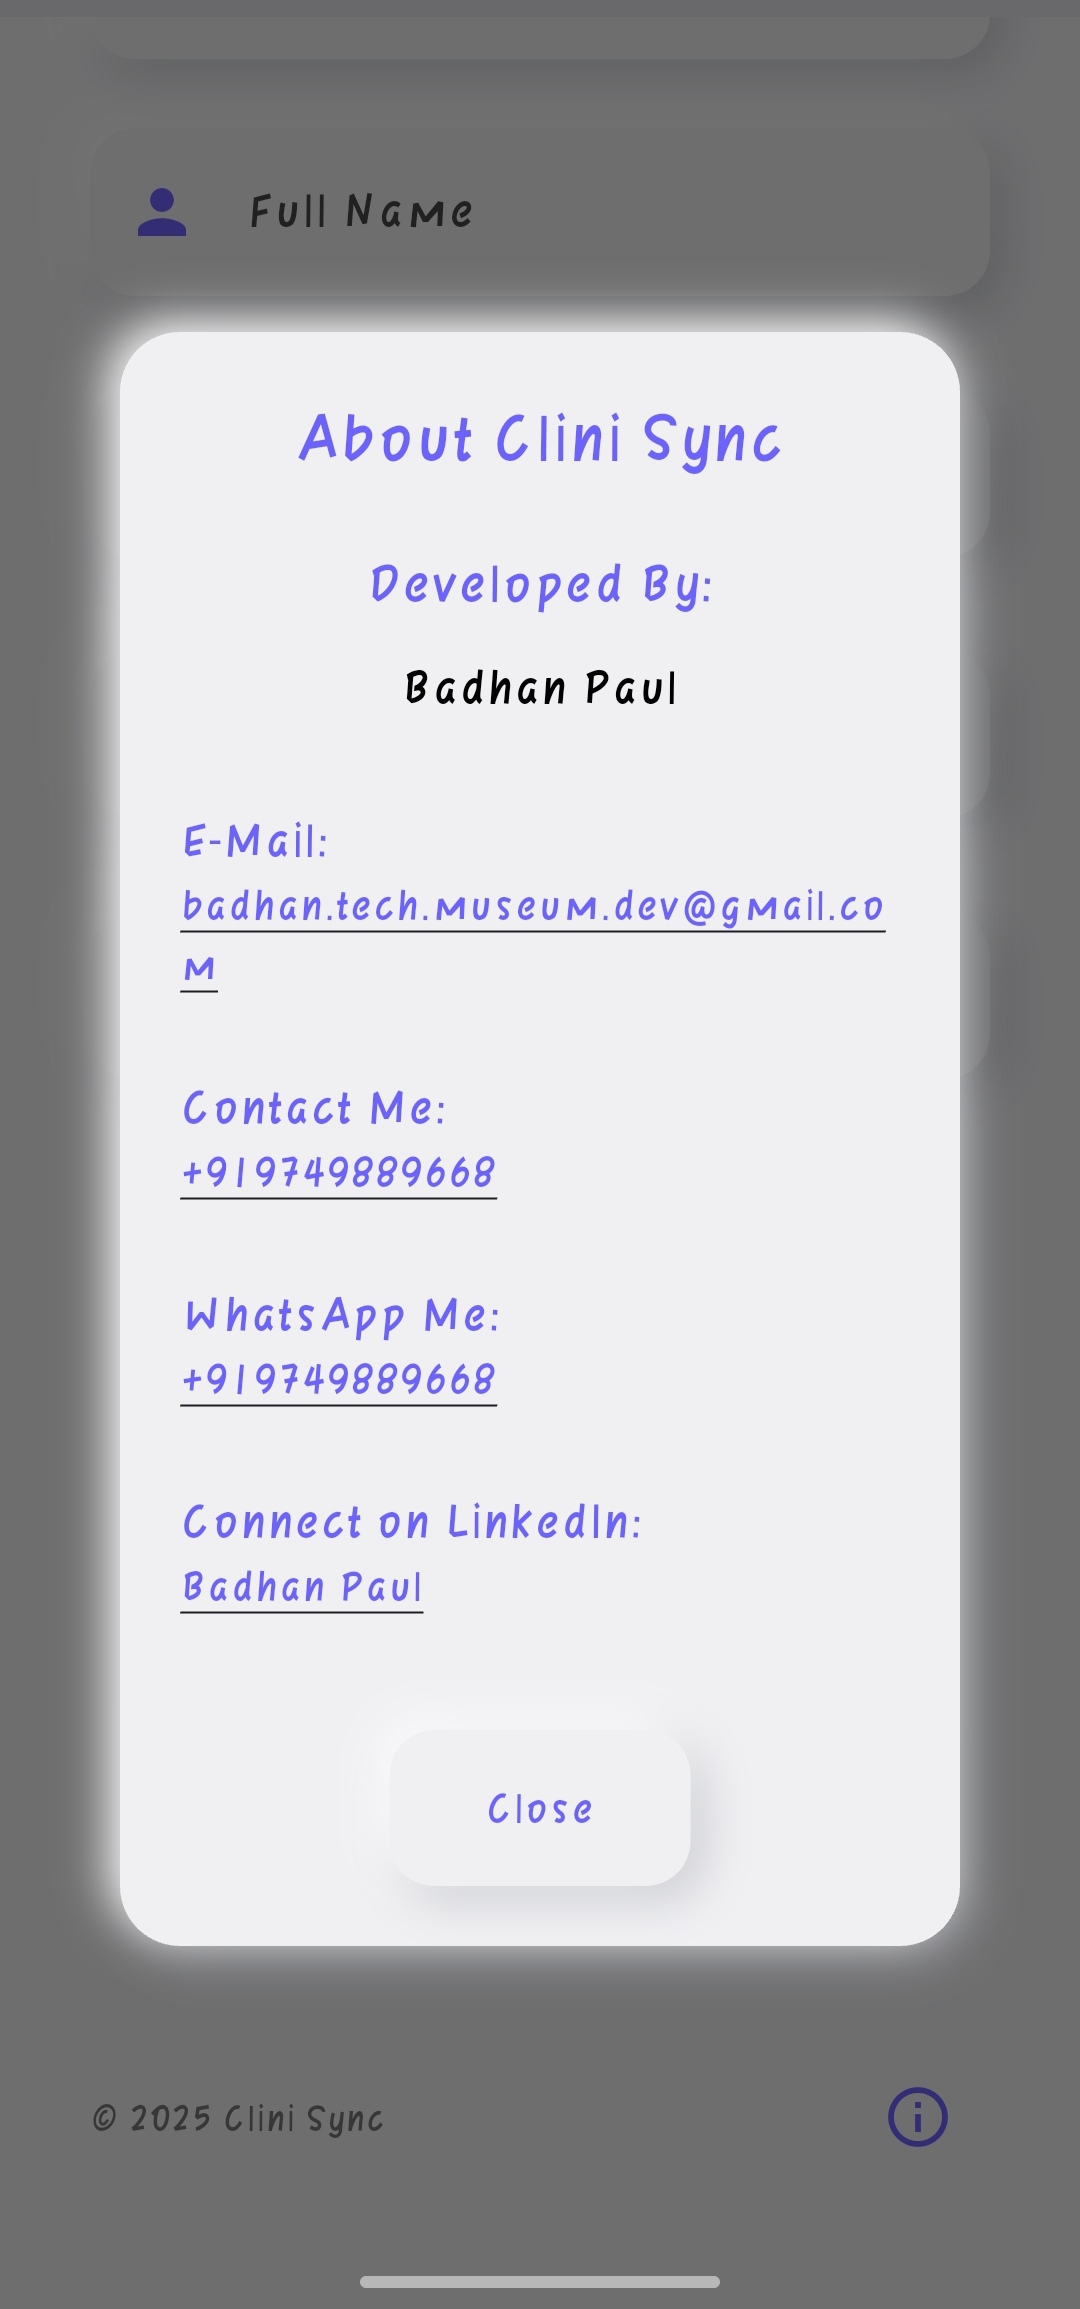 Full Name
About Clini Sync
Developed By:
Badhan Paul
E-Mail:
badhan.tech.museum.dev@gmail.co
m
Contact Me:
+919749889668
WhatsApp Me:
+919749889668
Connect on LinkedIn:
Badhan Paul
Close
© 2025 Clini Sync